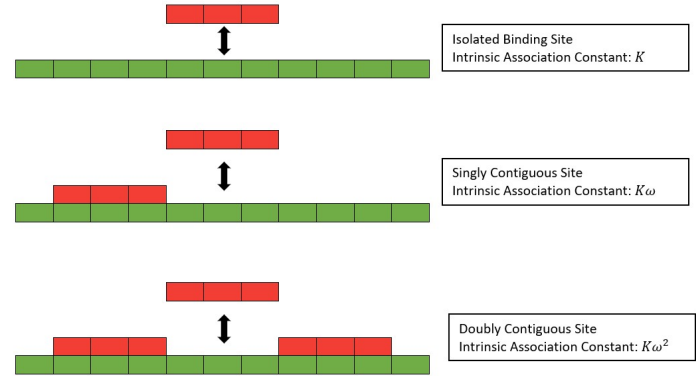 Isolated Binding Site
Intrinsic Association Constant: K
Singly Contiguous Site
Intrinsic Association Constant: Kω
Doubly Contiguous Site
Intrinsic Association Constant: Kω²